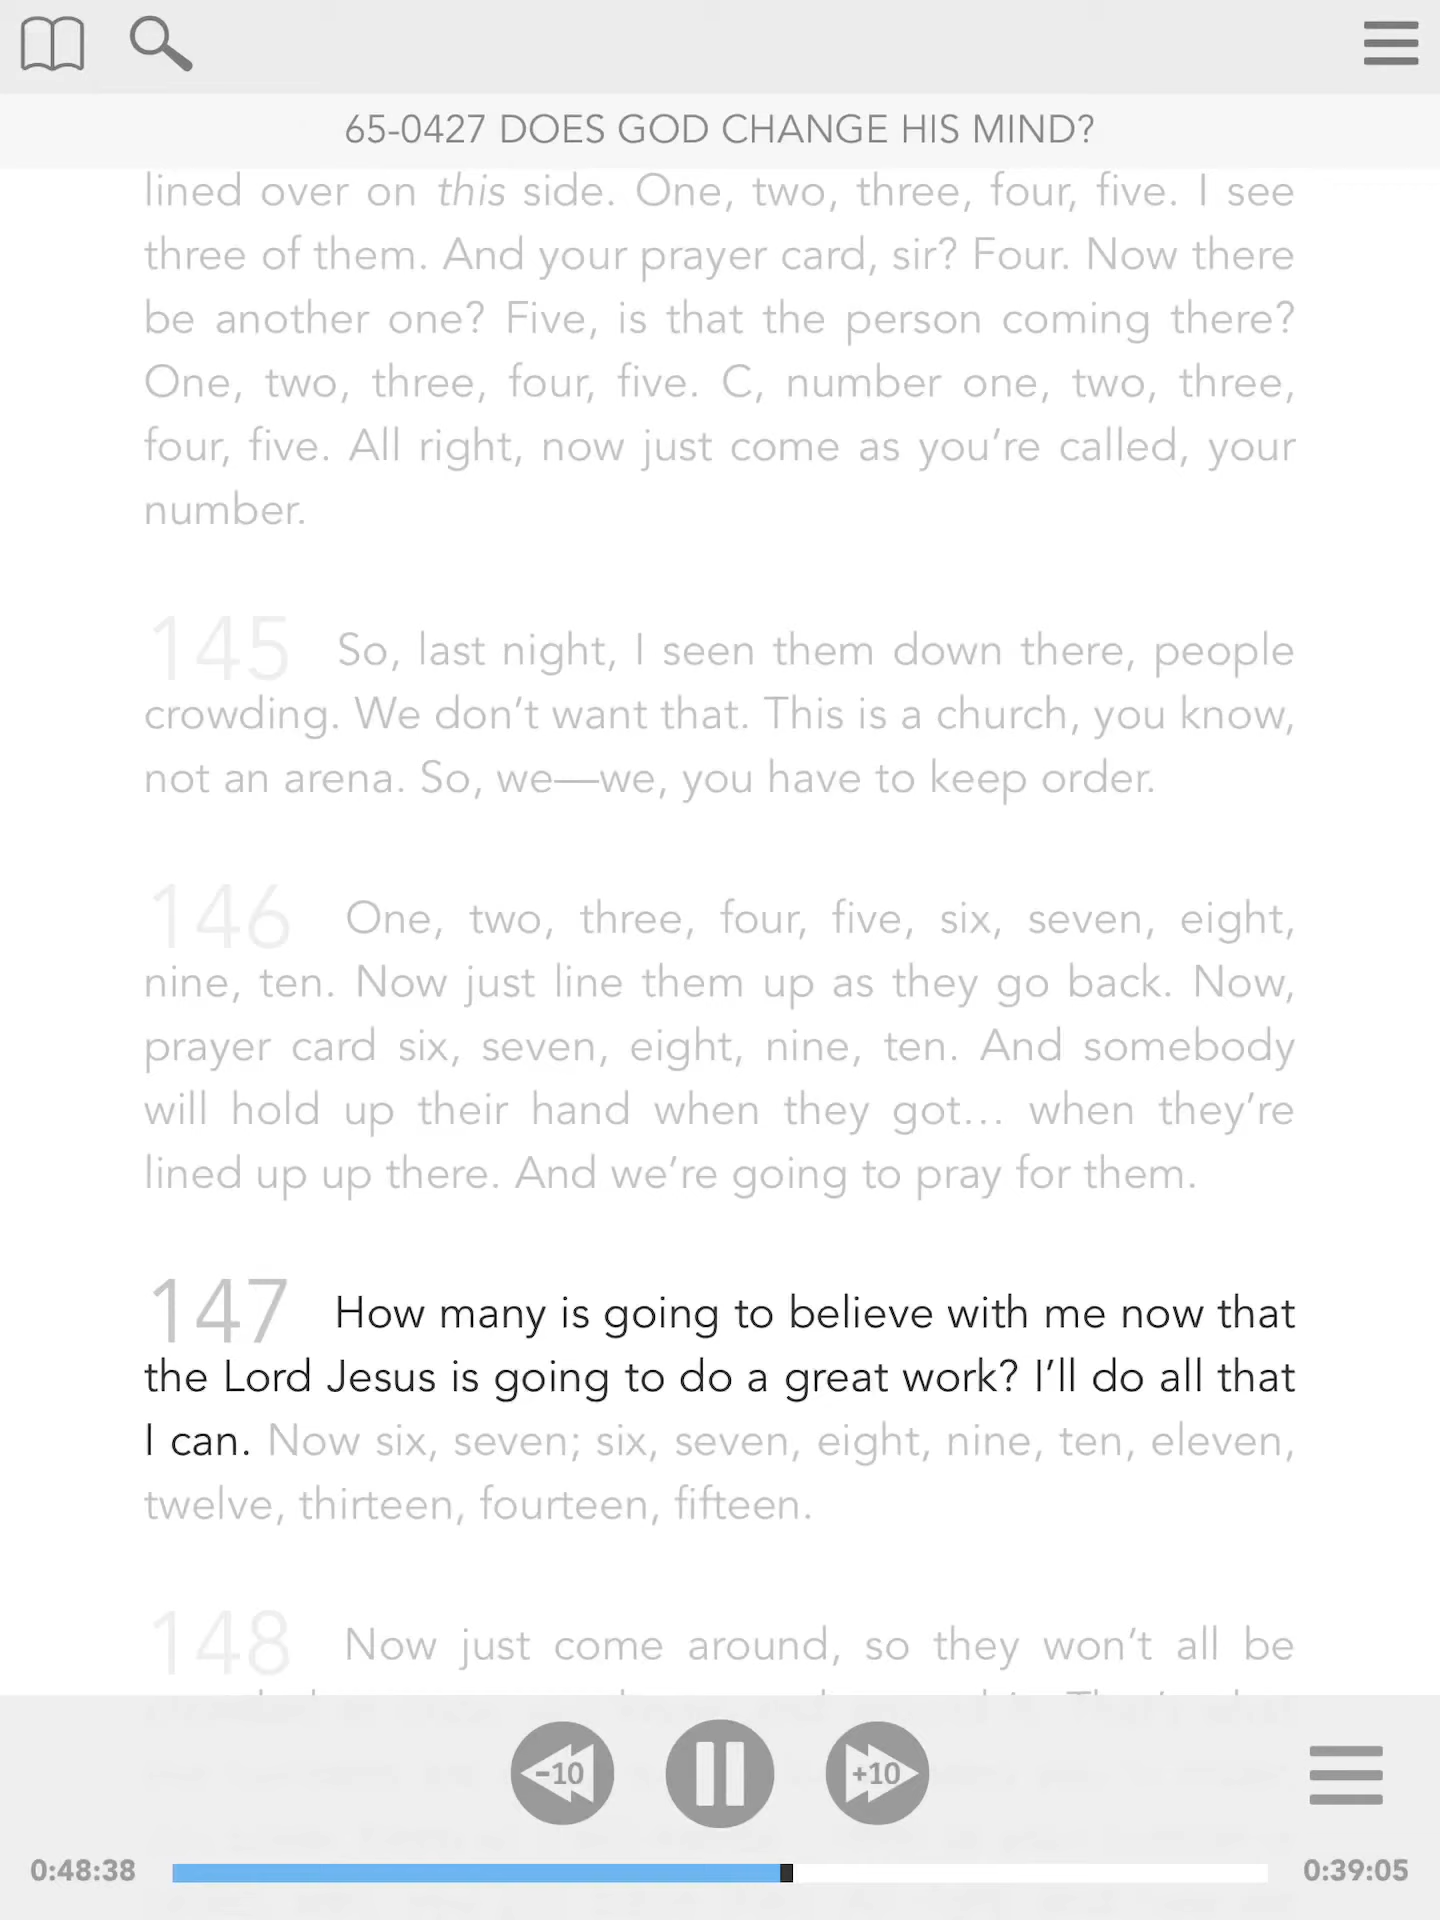 65-0427 DOES GOD CHANGE HIS MIND?
lined over on this side. One, two, three, four, five. I see
three of them. And your prayer card, sir? Four. Now there
be another one? Five, is that the person coming there?
One, two, three, four, five. C, number one, two, three,
four, five. All right, now just come as you’re called, your
number.
145 So, last night, I seen them down there, people
crowding. We don’t want that. This is a church, you know,
not an arena. So, we—we, you have to keep order.
146 One, two, three, four, five, six, seven, eight,
nine, ten. Now just line them up as they go back. Now,
prayer card six, seven, eight, nine, ten. And somebody
will hold up their hand when they got… when they’re
lined up up there. And we’re going to pray for them.
147 How many is going to believe with me now that
the Lord Jesus is going to do a great work? I’ll do all that
I can. Now six, seven; six, seven, eight, nine, ten, eleven,
twelve, thirteen, fourteen, fifteen.
148 Now just come around, so they won’t all be
-10 +10
0:48:38 0:39:05